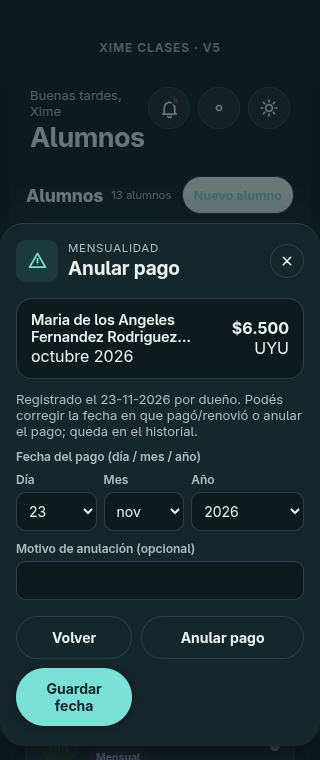 XIME CLASES · V5
Buenas tardes,
Xime
Alumnos
Alumnos 13 alumnos Nuevo alumno
MENSUALIDAD
Anular pago
Maria de los Angeles
Fernandez Rodriguez...
octubre 2026
$6.500
UYU
Registrado el 23-11-2026 por dueño. Podés
corregir la fecha en que pagó/renovió o anular
el pago; queda en el historial.
Fecha del pago (día / mes / año)
Día Mes Año
23 nov 2026
Motivo de anulación (opcional)
Volver Anular pago
Guardar
fecha
Mensual